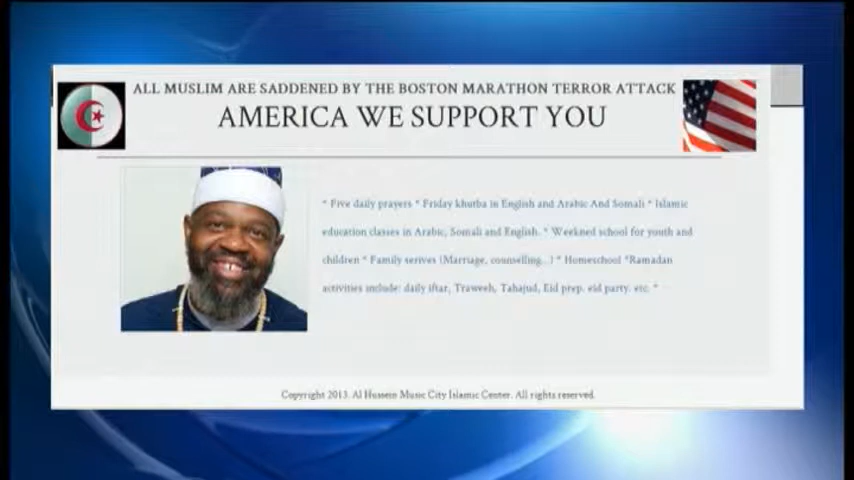 ALL MUSLIM ARE SADDENED BY THE BOSTON MARATHON TERROR ATTACK
AMERICA WE SUPPORT YOU
* Five daily prayers * Friday khutba in English and Arabic And Somali * Islamic
education classes in Arabic, Somali and English. * Weekned school for youth and
children * Family serives (Marriage, counselling...) * Homeschool *Ramadan
activities include: daily iftar, Traweeh, Tahajud, Eid prep. eid party. etc. *
Copyright 2013. Al Hussein Music City Islamic Center. All rights reserved.